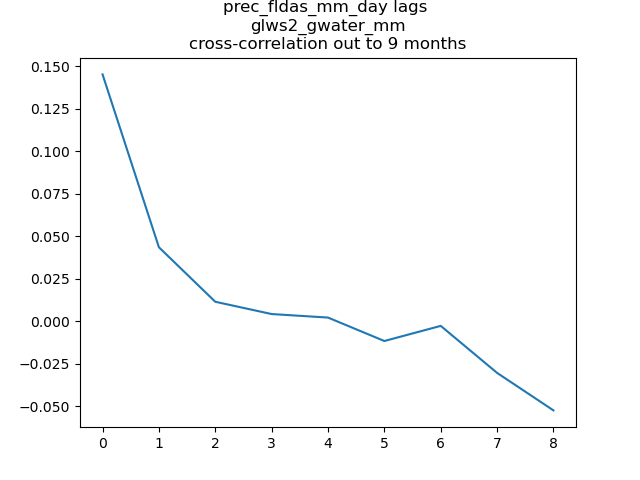 prec_fldas_mm_day lags
glws2_gwater_mm
cross-correlation out to 9 months
0.150
0.125
0.100
0.075
0.050
0.025
0.000
−0.025
−0.050
0 1 2 3 4 5 6 7 8